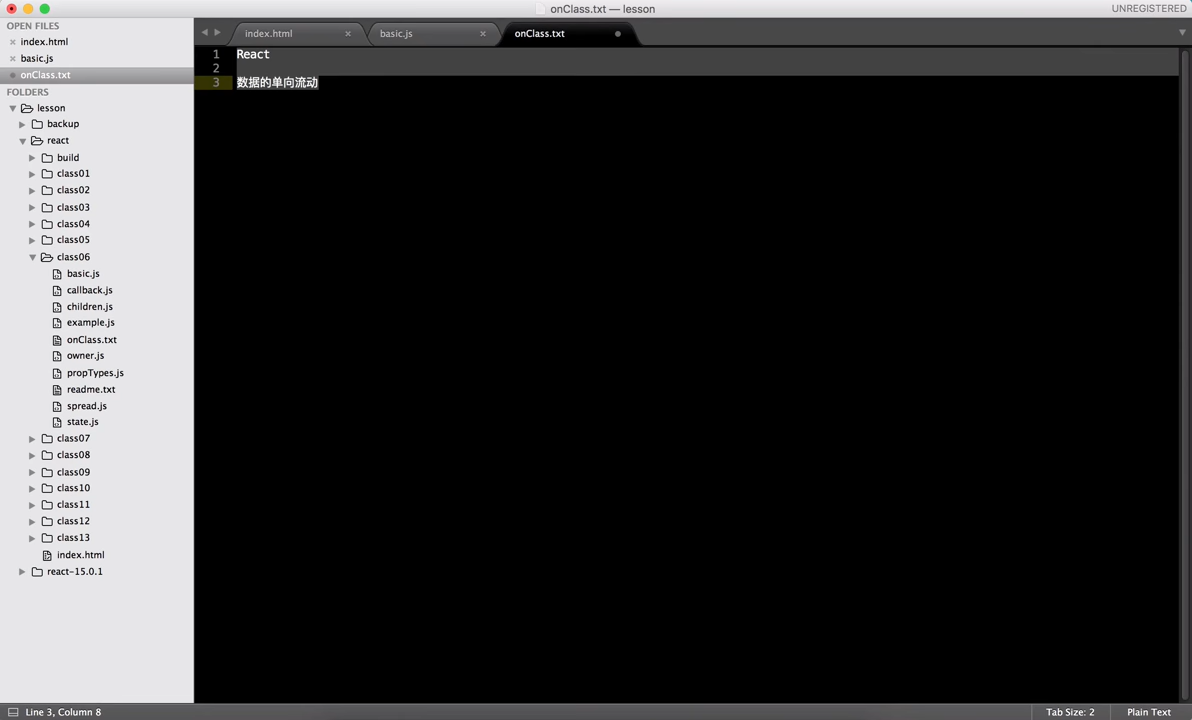 onClass.txt — lesson
UNREGISTERED
OPEN FILES
index.html
basic.js
onClass.txt
FOLDERS
lesson
backup
react
build
class01
class02
class03
class04
class05
class06
basic.js
callback.js
children.js
example.js
onClass.txt
owner.js
propTypes.js
readme.txt
spread.js
state.js
class07
class08
class09
class10
class11
class12
class13
index.html
react-15.0.1
index.html
basic.js
onClass.txt
1 React
2
3 数据的单向流动
Line 3, Column 8
Tab Size: 2
Plain Text